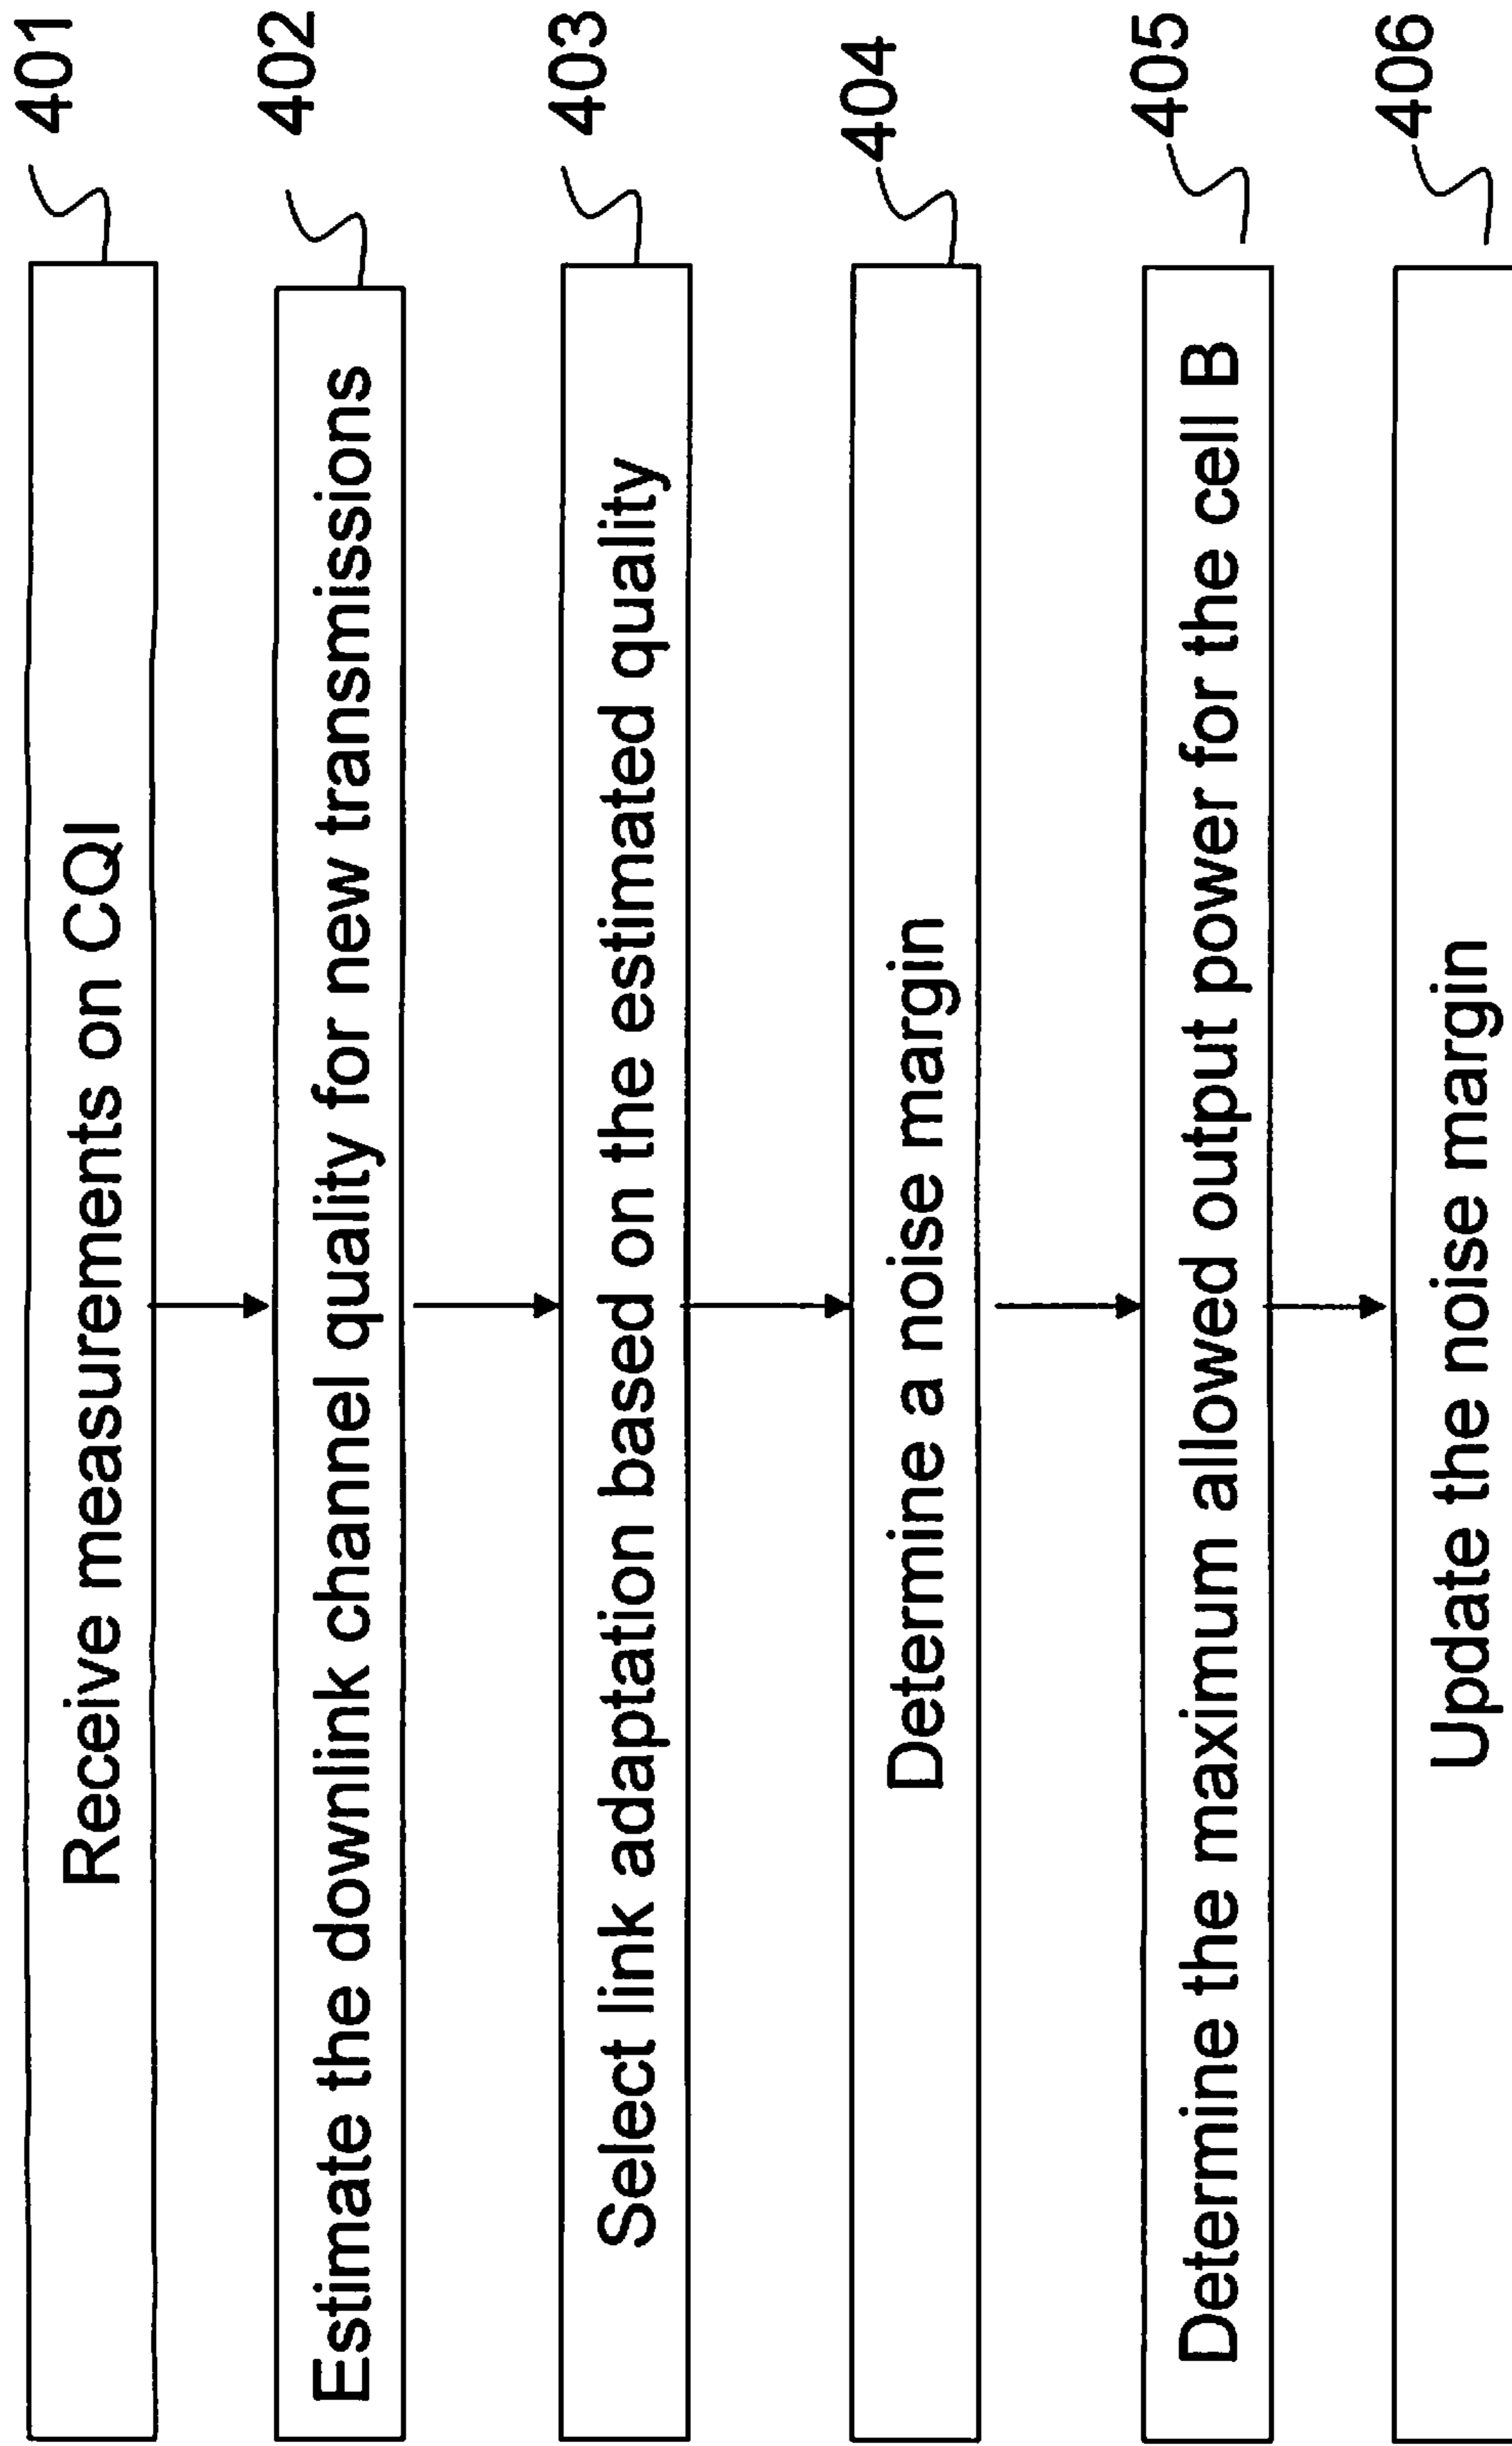 Receive measurements on CQI 401
Estimate the downlink channel quality for new transmissions 402
Select link adaptation based on the estimated quality 403
Determine a noise margin 404
Determine the maximum allowed output power for the cell B 405
Update the noise margin 406